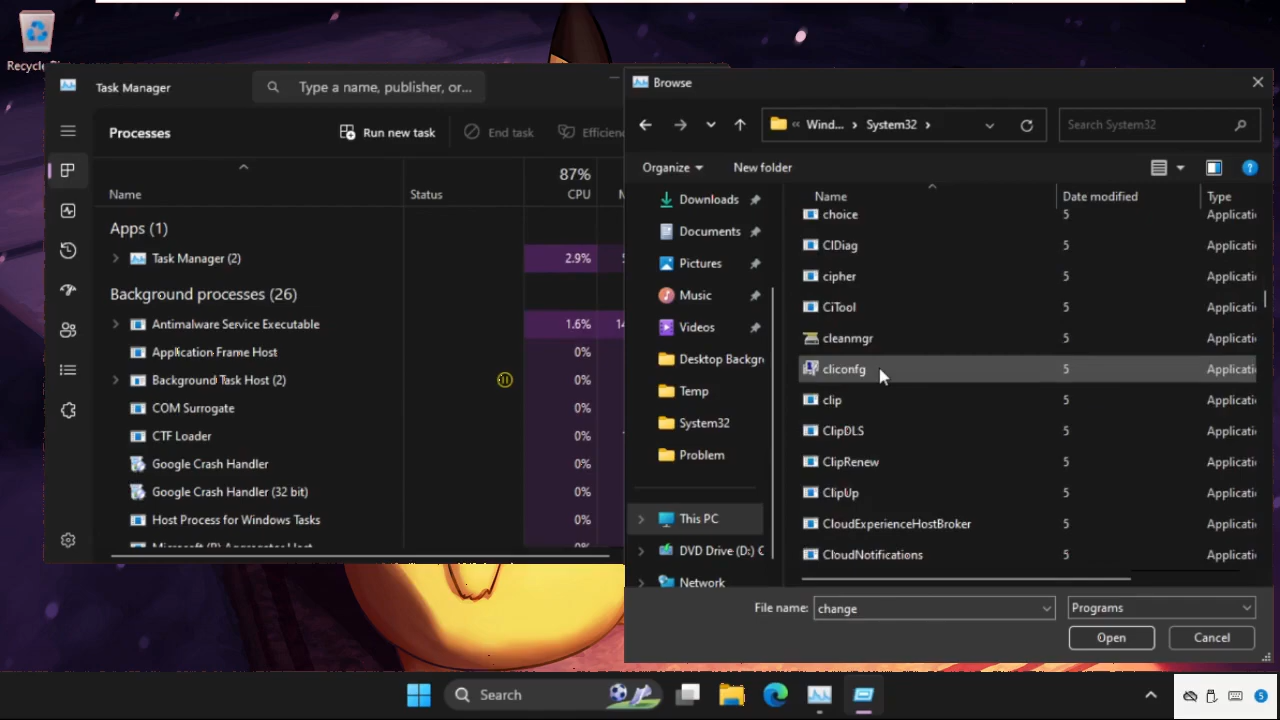 Recycle
Task Manager
Type a name, publisher, or...
Processes
Run new task
End task
87%
Name
Status
CPU
Apps (1)
Task Manager (2)
2.9%
Background processes (26)
Antimalware Service Executable
1.6%
Application Frame Host
0%
Background Task Host (2)
0%
COM Surrogate
0%
CTF Loader
0%
Google Crash Handler
0%
Google Crash Handler (32 bit)
0%
Host Process for Windows Tasks
0%
Browse
Wind...
System32
Search System32
Organize
New folder
Name
Date modified
Type
Downloads
Documents
Pictures
Music
Videos
Desktop Backgr
Temp
System32
Problem
This PC
DVD Drive (D:) C
Network
choice
5
Applicati
CIDiag
5
Applicati
cipher
5
Applicati
CiTool
5
Applicati
cleanmgr
5
Applicati
cliconfg
5
Applicati
clip
5
Applicati
ClipDLS
5
Applicati
ClipRenew
5
Applicati
ClipUp
5
Applicati
CloudExperienceHostBroker
5
Applicati
CloudNotifications
5
Applicati
File name:
change
Programs
Open
Cancel
Search
5